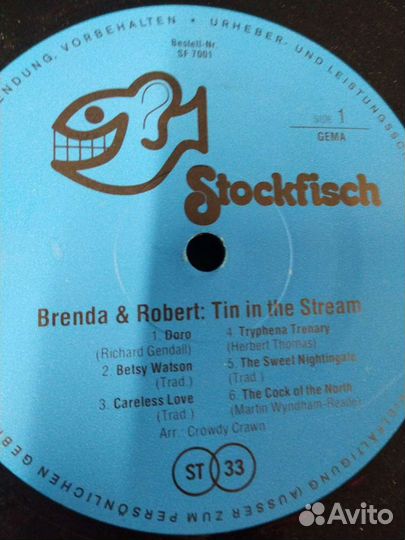 ENDUNG, VORBEHALTEN • URHEBER- UND LEISTUNGSSC
Bestell-Nr.
SF 7001
SIDE 1
GEMA
Stockfisch
Brenda & Robert: Tin in the Stream
1. Doro
(Richard Gendall)
2. Betsy Watson
(Trad.)
3. Careless Love
(Trad.)
4. Tryphena Trenary
(Herbert Thomas)
5. The Sweet Nightingale
(Trad.)
6. The Cock of the North
(Martin Wyndham-Reade)
Arr.: Crowdy Crawn
ST 33
VIELFÄLTIGUNG (AUSSER ZUM PERSÖNLICHEN GEBR
Avito